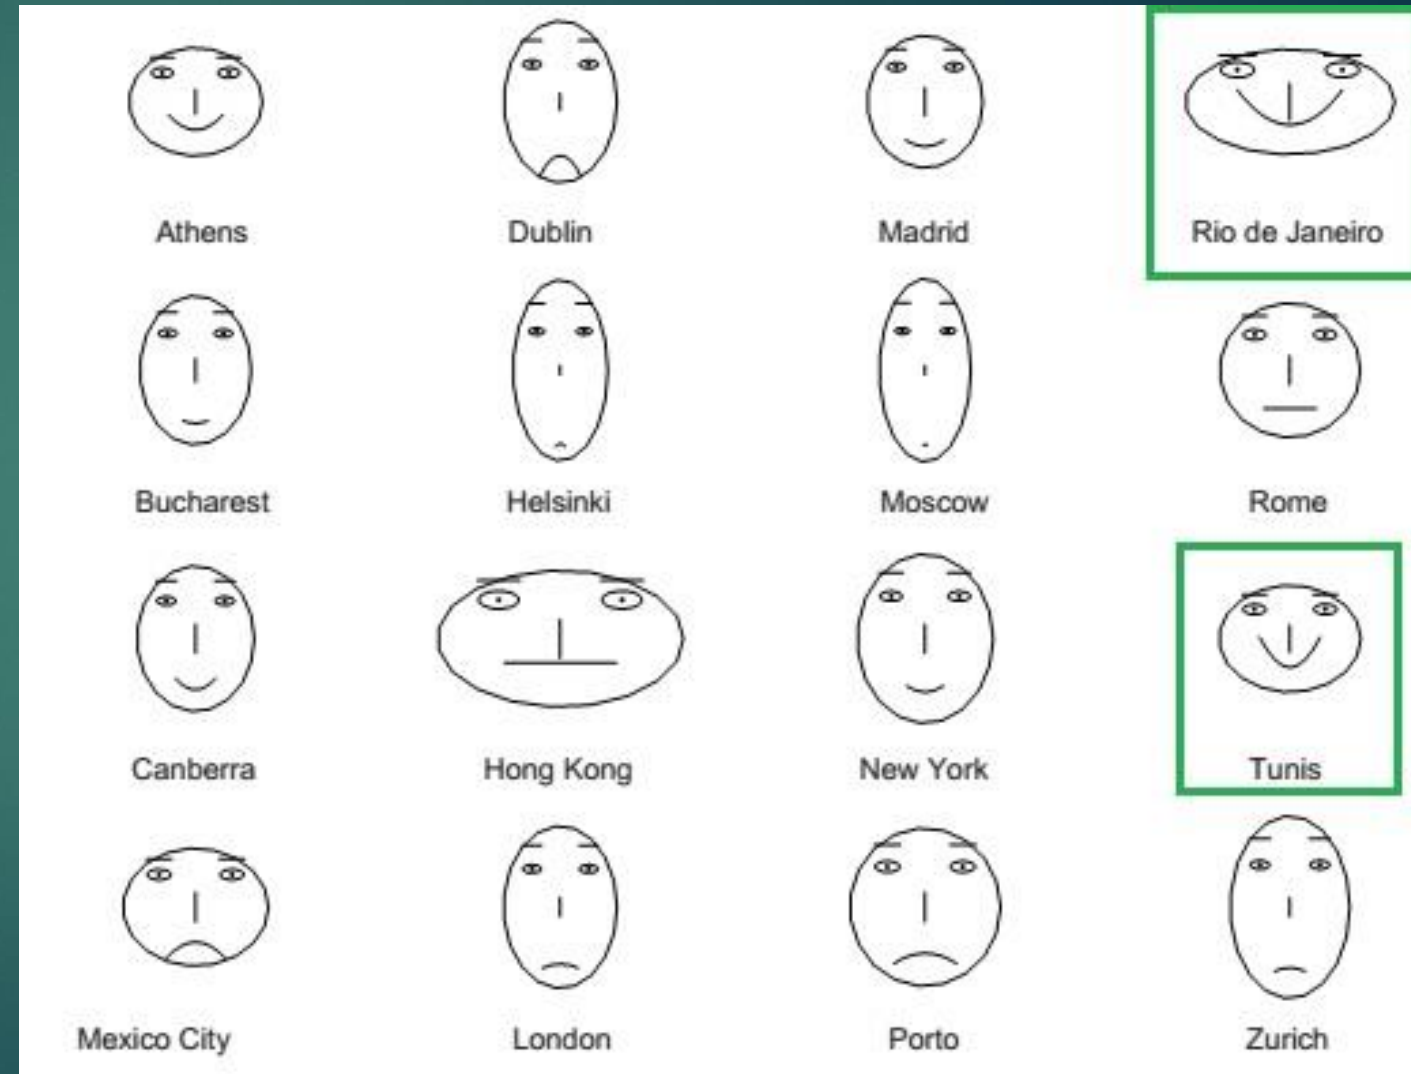 Athens
Dublin
Madrid
Rio de Janeiro
Bucharest
Helsinki
Moscow
Rome
Canberra
Hong Kong
New York
Tunis
Mexico City
London
Porto
Zurich